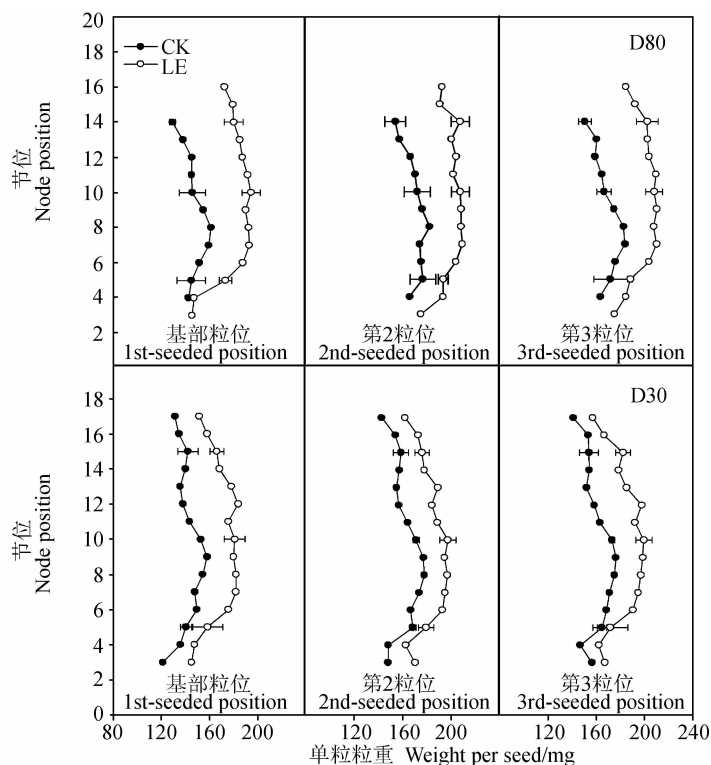 20
18
16
14
12
10
8
6
4
2
节位
Node position
CK
LE
D80
基部粒位
1st-seeded position
第2粒位
2nd-seeded position
第3粒位
3rd-seeded position
18
16
14
12
10
8
6
4
2
0
节位
Node position
D30
基部粒位
1st-seeded position
第2粒位
2nd-seeded position
第3粒位
3rd-seeded position
80 120 160 200 120 160 200 120 160 200 240
单粒粒重 Weight per seed/mg